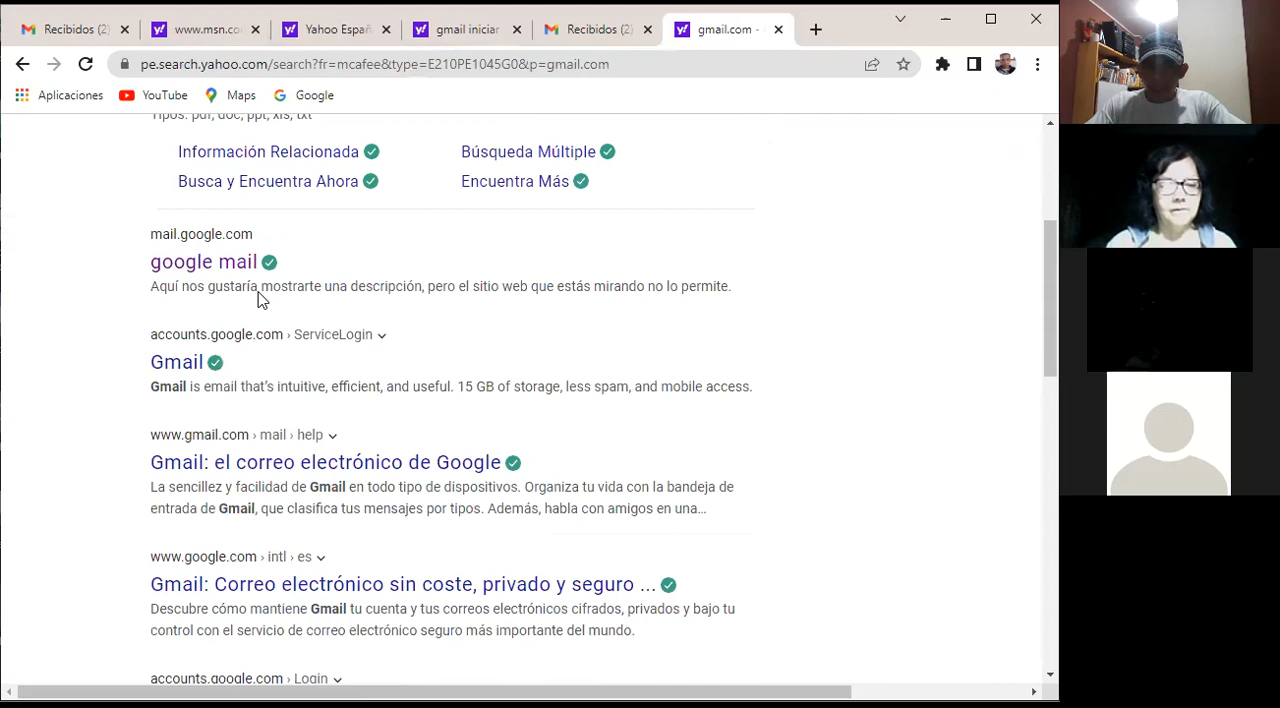 Recibidos (2)
www.msn.co
Yahoo Españ
gmail iniciar
Recibidos (2)
gmail.com -
pe.search.yahoo.com/search?fr=mcafee&type=E210PE1045G0&p=gmail.com
Aplicaciones
YouTube
Maps
Google
Tipos: pdf, doc, ppt, xls, txt
Información Relacionada
Búsqueda Múltiple
Busca y Encuentra Ahora
Encuentra Más
mail.google.com
google mail
Aquí nos gustaría mostrarte una descripción, pero el sitio web que estás mirando no lo permite.
accounts.google.com › ServiceLogin
Gmail
Gmail is email that's intuitive, efficient, and useful. 15 GB of storage, less spam, and mobile access.
www.gmail.com › mail › help
Gmail: el correo electrónico de Google
La sencillez y facilidad de Gmail en todo tipo de dispositivos. Organiza tu vida con la bandeja de
entrada de Gmail, que clasifica tus mensajes por tipos. Además, habla con amigos en una...
www.google.com › intl › es
Gmail: Correo electrónico sin coste, privado y seguro ...
Descubre cómo mantiene Gmail tu cuenta y tus correos electrónicos cifrados, privados y bajo tu
control con el servicio de correo electrónico seguro más importante del mundo.
accounts.google.com › Login